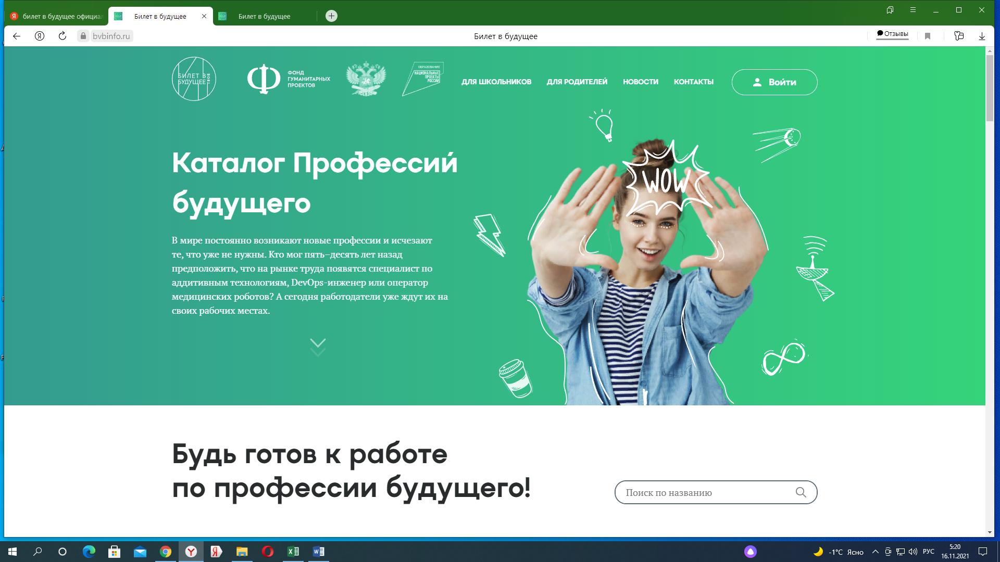 билет в будущее официал
Билет в будущее
Билет в будущее
bvbinfo.ru
Билет в будущее
Отзывы
БИЛЕТ В
БУДУЩЕЕ
ТВОЕ
ФОНД
ГУМАНИТАРНЫХ
ПРОЕКТОВ
ОБРАЗОВАНИЕ
НАЦИОНАЛЬНЫЕ
ПРОЕКТЫ
РОССИИ
ДЛЯ ШКОЛЬНИКОВ
ДЛЯ РОДИТЕЛЕЙ
НОВОСТИ
КОНТАКТЫ
Войти
WOW
Каталог Профессий
будущего
В мире постоянно возникают новые профессии и исчезают
те, что уже не нужны. Кто мог пять–десять лет назад
предположить, что на рынке труда появятся специалист по
аддитивным технологиям, DevOps-инженер или оператор
медицинских роботов? А сегодня работодатели уже ждут их на
своих рабочих местах.
Будь готов к работе
по профессии будущего!
Поиск по названию
-1°C Ясно
РУС
5:20
16.11.2021